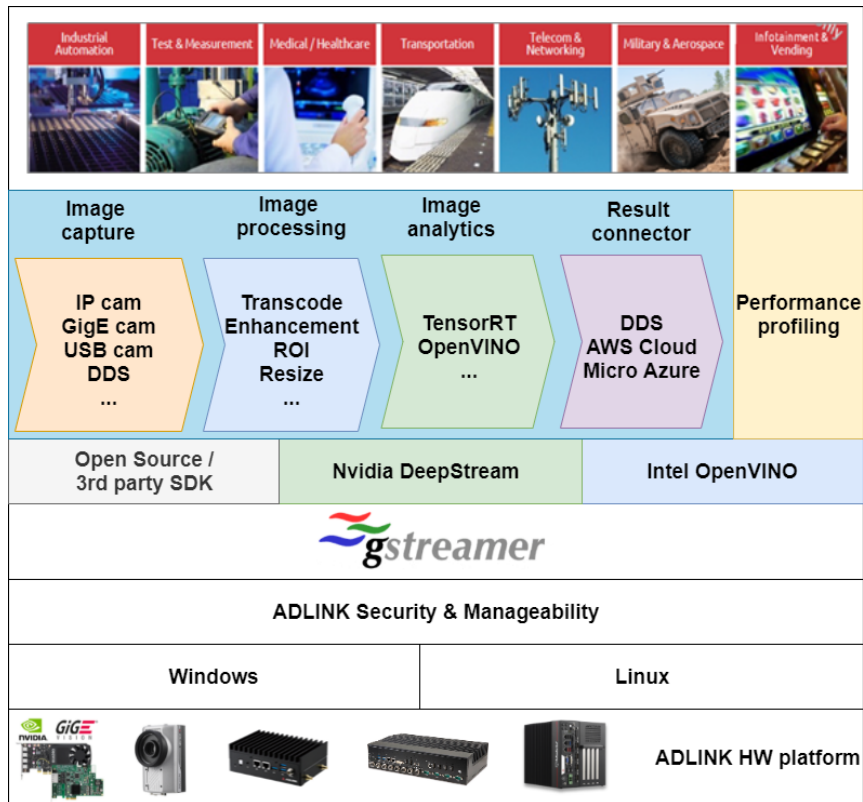 Industrial
Automation
Test & Measurement
Medical / Healthcare
Transportation
Telecom &
Networking
Military & Aerospace
Infotainment &
Vending
Image
capture
Image
processing
Image
analytics
Result
connector
IP cam
GigE cam
USB cam
DDS
...
Transcode
Enhancement
ROI
Resize
...
TensorRT
OpenVINO
...
DDS
AWS Cloud
Micro Azure
Performance
profiling
Open Source /
3rd party SDK
Nvidia DeepStream
Intel OpenVINO
gstreamer
ADLINK Security & Manageability
Windows
Linux
NVIDIA
GiGE
VISION
ADLINK HW platform